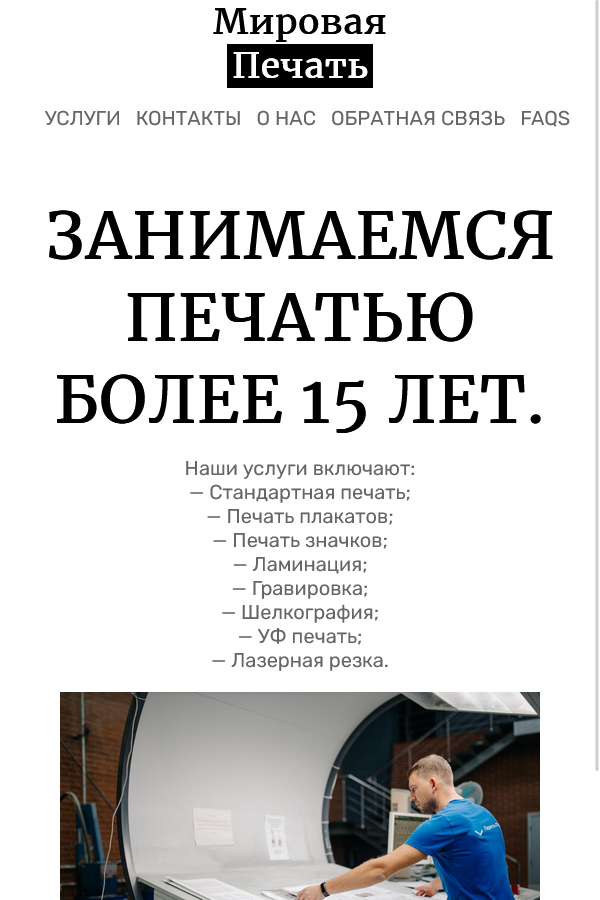 Мировая
Печать
УСЛУГИ КОНТАКТЫ О НАС ОБРАТНАЯ СВЯЗЬ FAQS
ЗАНИМАЕМСЯ
ПЕЧАТЬЮ
БОЛЕЕ 15 ЛЕТ.
Наши услуги включают:
— Стандартная печать;
— Печать плакатов;
— Печать значков;
— Ламинация;
— Гравировка;
— Шелкография;
— УФ печать;
— Лазерная резка.